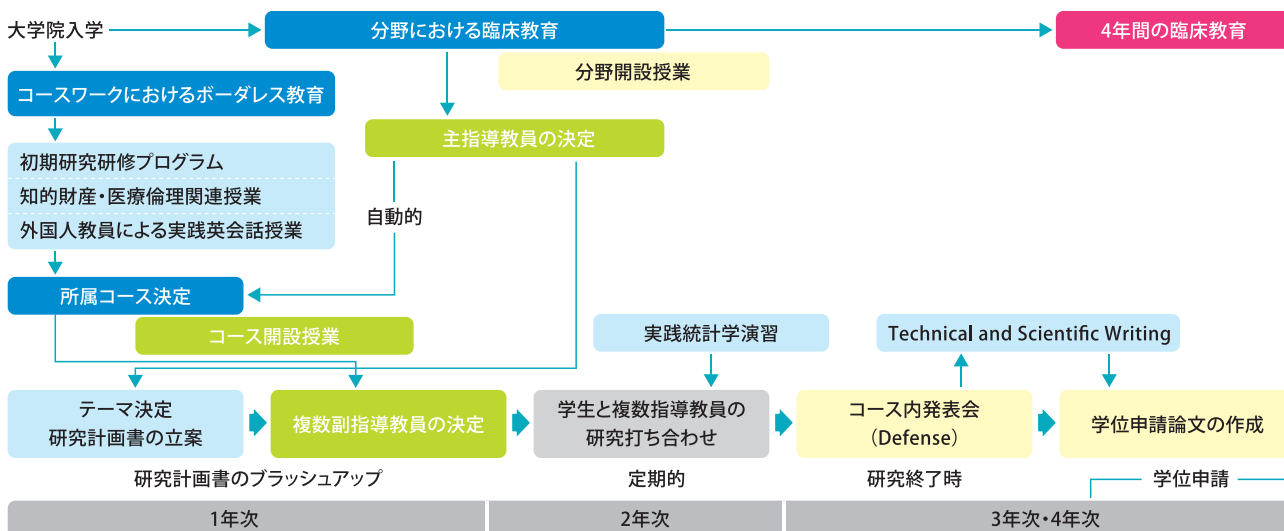 大学院入学
分野における臨床教育
4年間の臨床教育
分野開設授業
コースワークにおけるボーダレス教育
主指導教員の決定
初期研究研修プログラム
知的財産・医療倫理関連授業
外国人教員による実践英会話授業
自動的
所属コース決定
コース開設授業
実践統計学演習
Technical and Scientific Writing
テーマ決定
研究計画書の立案
複数副指導教員の決定
学生と複数指導教員の
研究打ち合わせ
コース内発表会
（Defense）
学位申請論文の作成
研究計画書のブラッシュアップ
定期的
研究終了時
学位申請
1年次
2年次
3年次・4年次